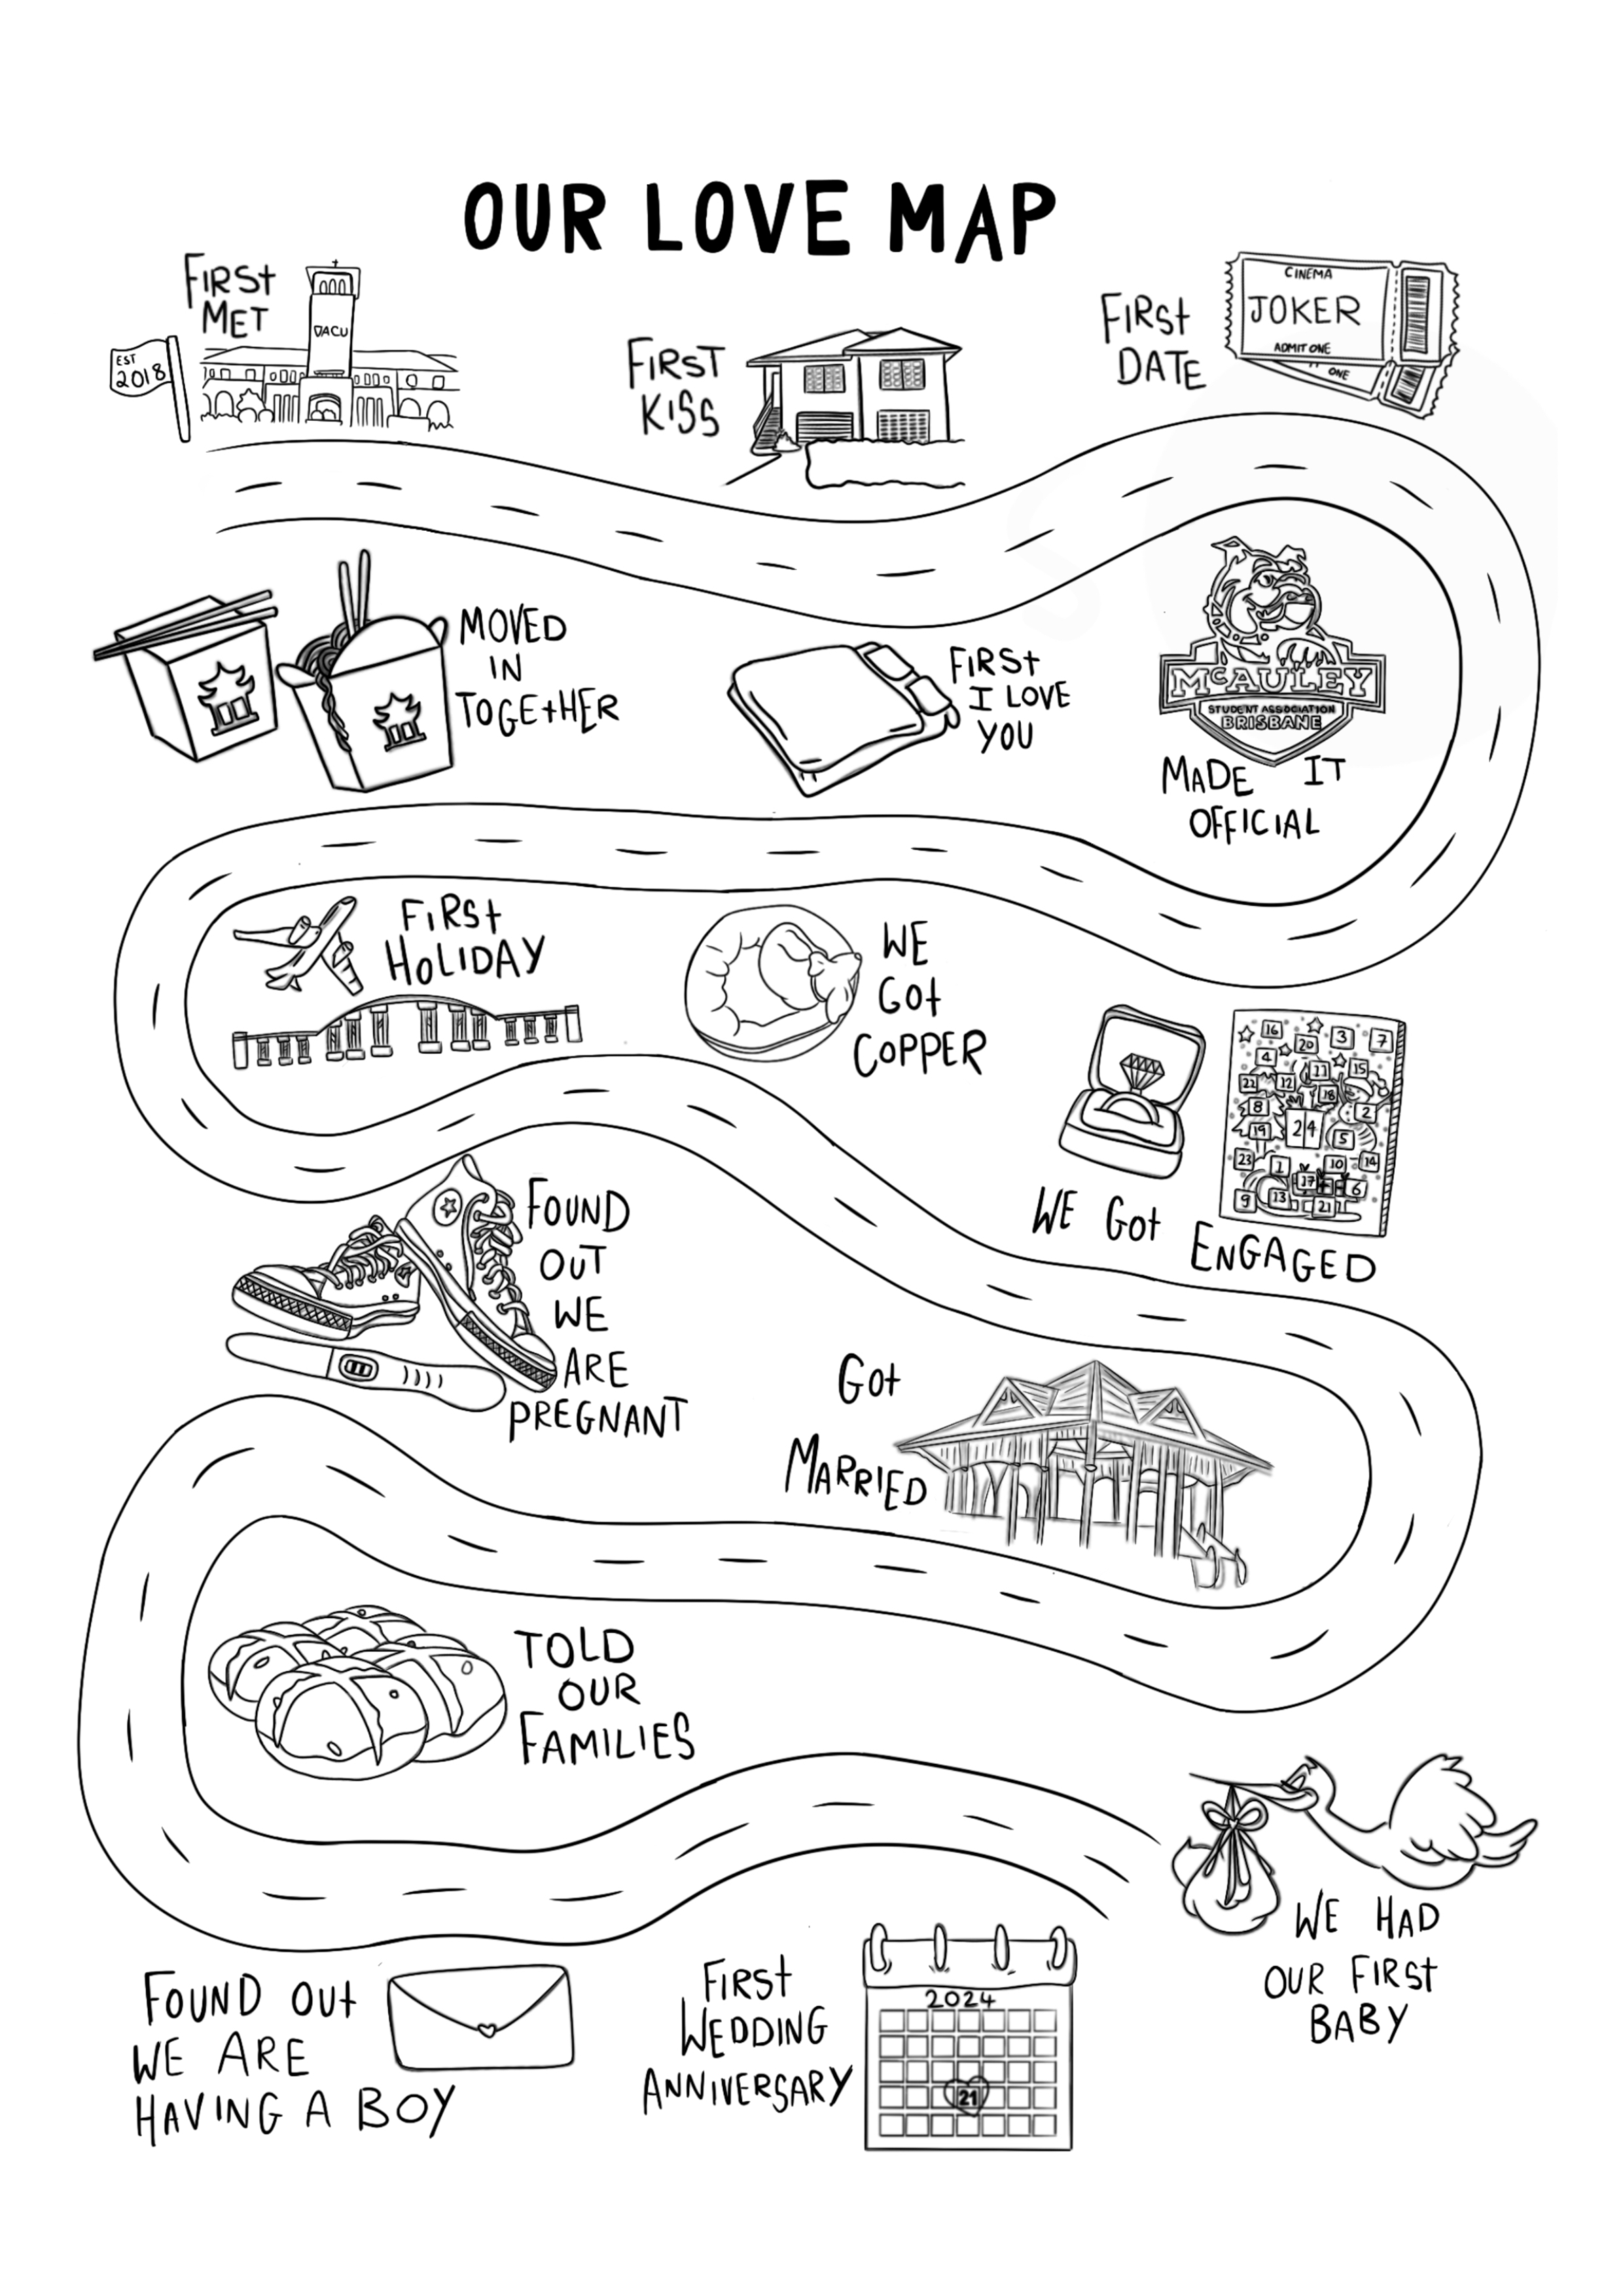 OUR LOVE MAP
FIRST
MET
EST
2018
ACU
FIRST
KISS
FIRST
DATE
CINEMA
JOKER
ADMIT ONE
ONE
MOVED
IN
TOGETHER
FIRST
I LOVE
YOU
McAULEY
STUDENT ASSOCIATION
BRISBANE
MADE IT
OFFICIAL
FIRST
HOLIDAY
WE
GOT
COPPER
16 20 3 7
4 11 15
22 12 18
8 24 2
19 5
23 1 10 14
17 6
9 13 21
WE GOT ENGAGED
FOUND
OUT
WE
ARE
PREGNANT
GOT
MARRIED
TOLD
OUR
FAMILIES
WE HAD
OUR FIRST
BABY
FOUND OUT
WE ARE
HAVING A BOY
FIRST
WEDDING
ANNIVERSARY
2024
21